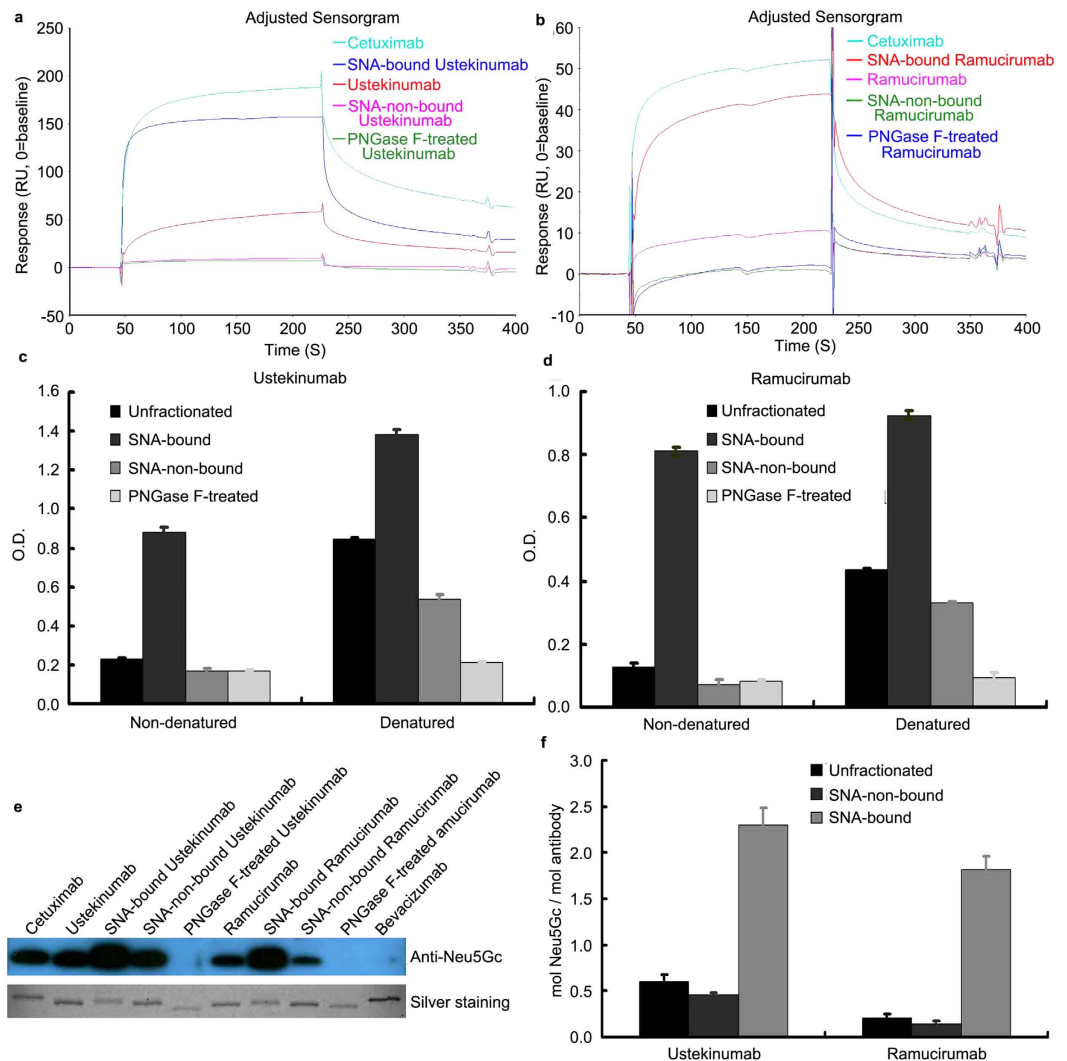 a
Adjusted Sensorgram
Cetuximab
SNA-bound Ustekinumab
Ustekinumab
SNA-non-bound
Ustekinumab
PNGase F-treated
Ustekinumab
Response (RU, 0=baseline)
250
200
150
100
50
0
-50
0
50
100
150
200
250
300
350
400
Time (S)
b
Adjusted Sensorgram
Cetuximab
SNA-bound Ramucirumab
Ramucirumab
SNA-non-bound
Ramucirumab
PNGase F-treated
Ramucirumab
Response (RU, 0=baseline)
60
50
40
30
20
10
0
-10
0
50
100
150
200
250
300
350
400
Time (S)
c
Ustekinumab
Unfractionated
SNA-bound
SNA-non-bound
PNGase F-treated
O.D.
1.6
1.4
1.2
1.0
0.8
0.6
0.4
0.2
0.0
Non-denatured
Denatured
d
Ramucirumab
Unfractionated
SNA-bound
SNA-non-bound
PNGase F-treated
O.D.
1.0
0.8
0.6
0.4
0.2
0.0
Non-denatured
Denatured
e
Cetuximab
Ustekinumab
SNA-bound Ustekinumab
SNA-non-bound Ustekinumab
PNGase F-treated Ustekinumab
Ramucirumab
SNA-bound Ramucirumab
SNA-non-bound Ramucirumab
PNGase F-treated amucirumab
Bevacizumab
Anti-Neu5Gc
Silver staining
f
Unfractionated
SNA-non-bound
SNA-bound
mol Neu5Gc / mol antibody
3.0
2.5
2.0
1.5
1.0
0.5
0.0
Ustekinumab
Ramucirumab